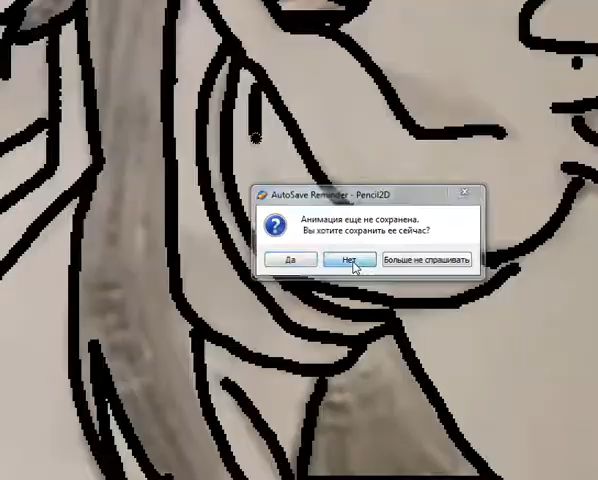 AutoSave Reminder - Pencil2D
Анимация еще не сохранена.
Вы хотите сохранить ее сейчас?
Да
Нет
Больше не спрашивать